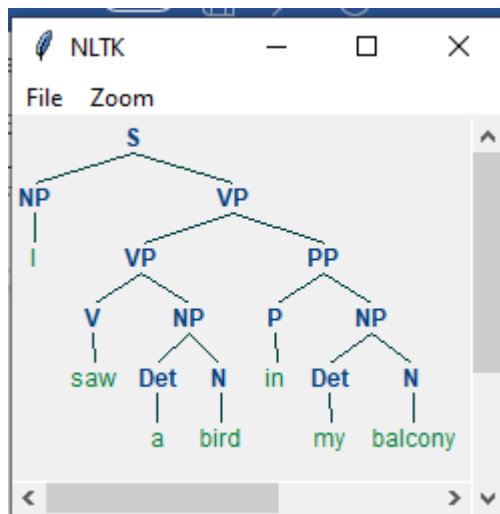 NLTK
File Zoom
S
NP VP
I VP PP
V NP P NP
saw Det N in Det N
a bird my balcony